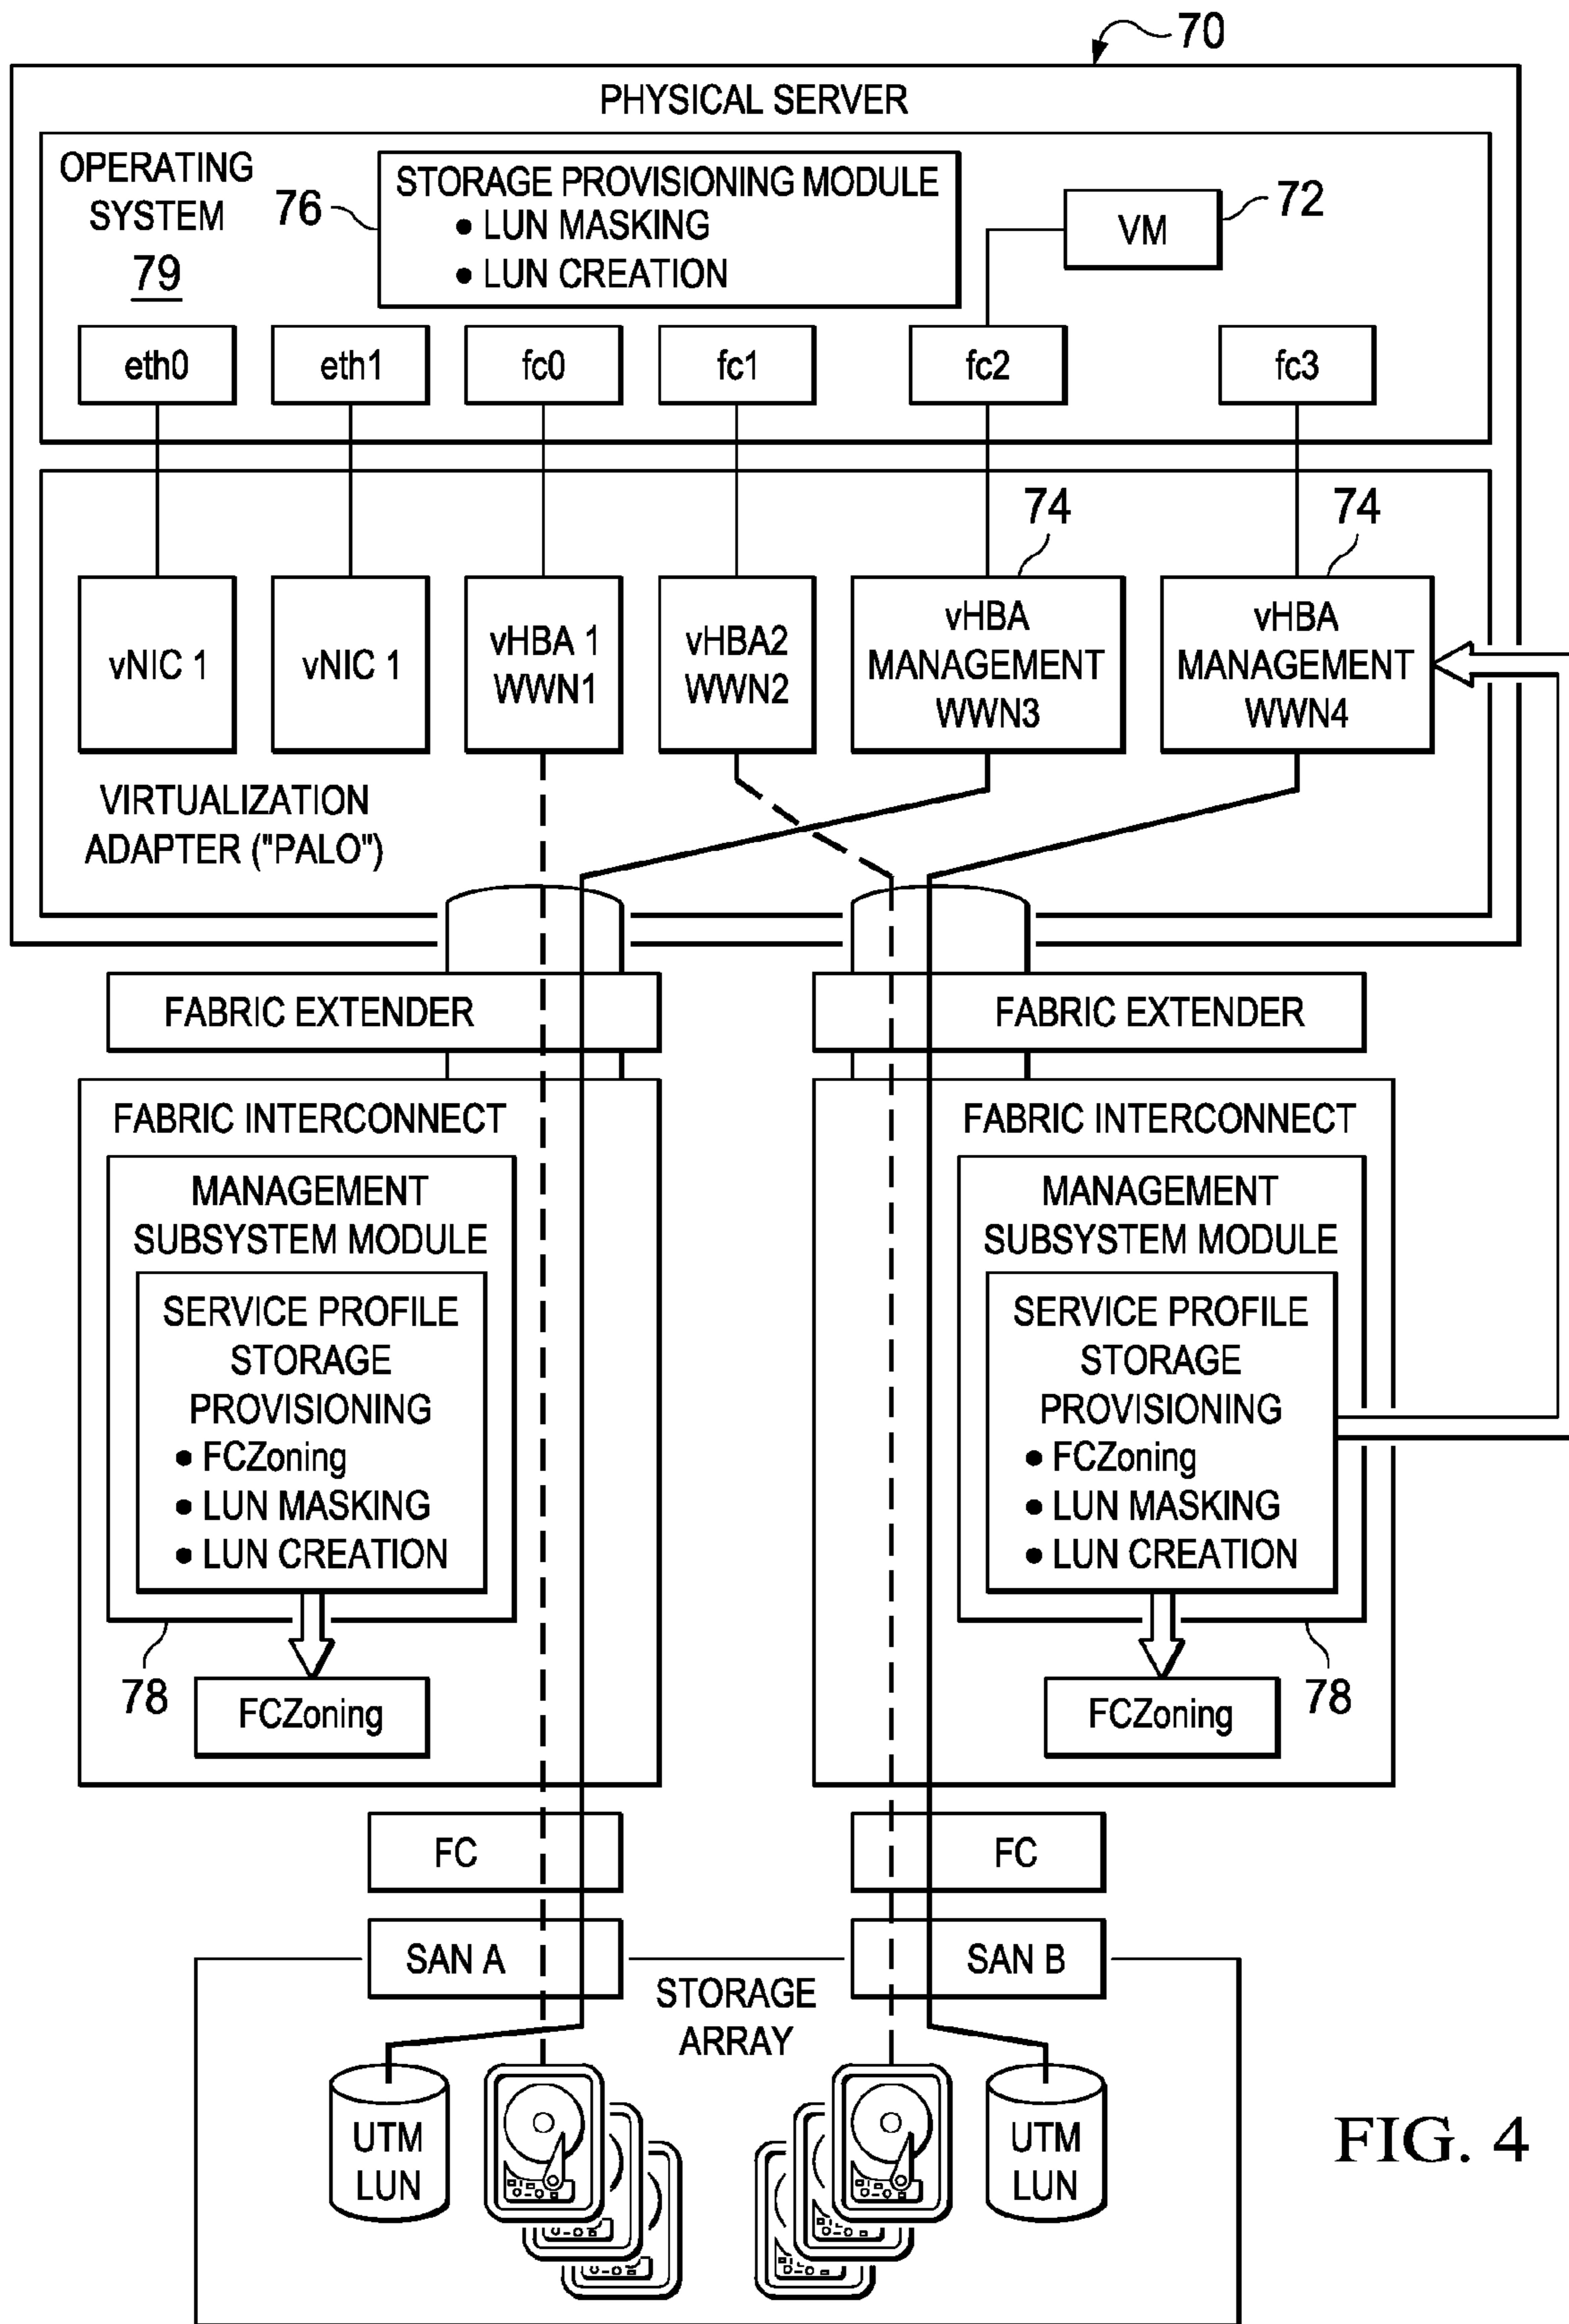 70
PHYSICAL SERVER
OPERATING
SYSTEM
79
76
STORAGE PROVISIONING MODULE
• LUN MASKING
• LUN CREATION
VM
72
eth0
eth1
fc0
fc1
fc2
fc3
74
74
vNIC 1
vNIC 1
vHBA 1
WWN1
vHBA2
WWN2
vHBA
MANAGEMENT
WWN3
vHBA
MANAGEMENT
WWN4
VIRTUALIZATION
ADAPTER ("PALO")
FABRIC EXTENDER
FABRIC EXTENDER
FABRIC INTERCONNECT
MANAGEMENT
SUBSYSTEM MODULE
SERVICE PROFILE
STORAGE
PROVISIONING
• FCZoning
• LUN MASKING
• LUN CREATION
78
FCZoning
FABRIC INTERCONNECT
MANAGEMENT
SUBSYSTEM MODULE
SERVICE PROFILE
STORAGE
PROVISIONING
• FCZoning
• LUN MASKING
• LUN CREATION
78
FCZoning
FC
FC
SAN A
SAN B
STORAGE
ARRAY
UTM
LUN
UTM
LUN
FIG. 4